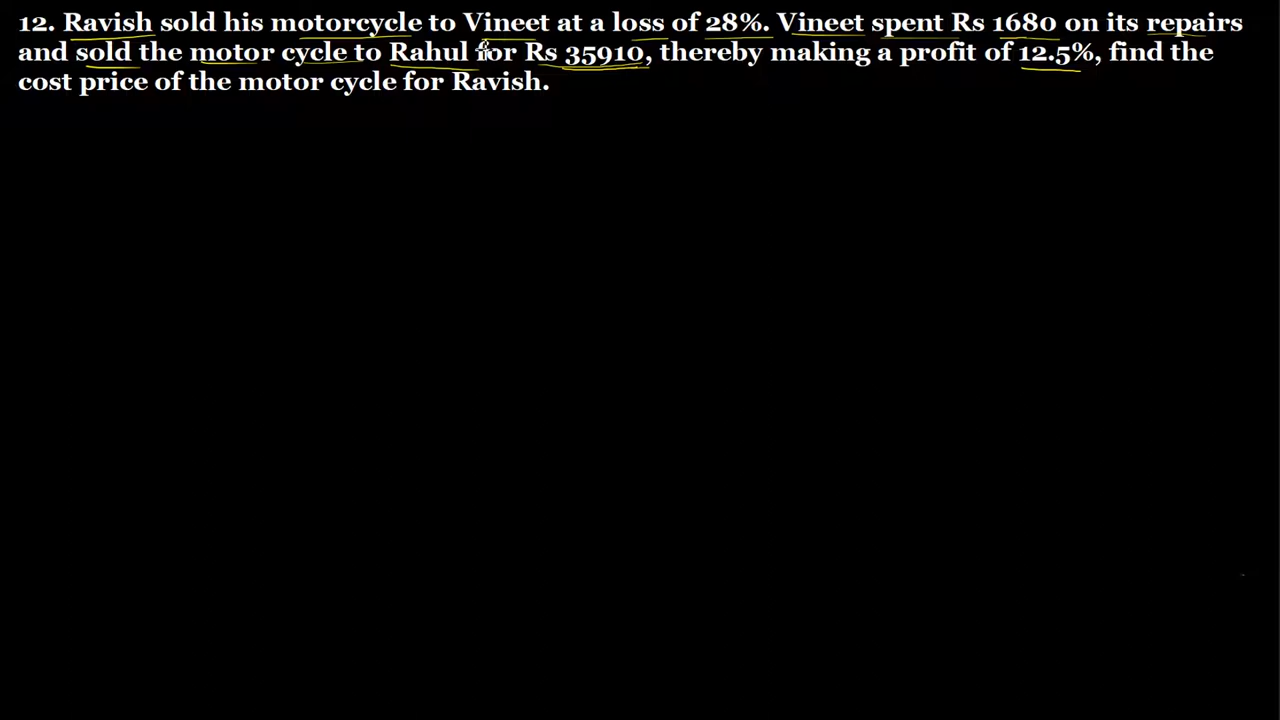 12. Ravish sold his motorcycle to Vineet at a loss of 28%. Vineet spent Rs 1680 on its repairs
and sold the motor cycle to Rahul for Rs 35910, thereby making a profit of 12.5%, find the
cost price of the motor cycle for Ravish.